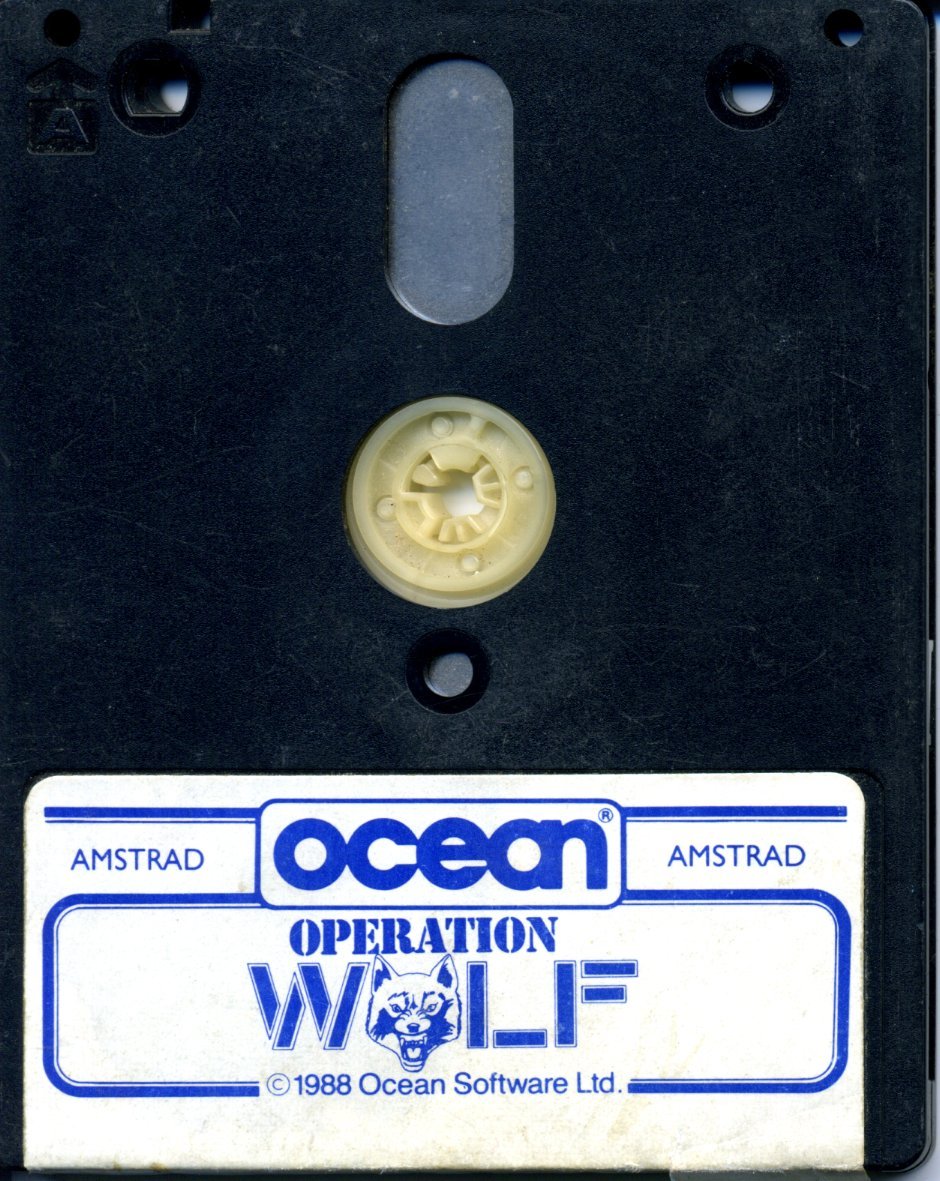 A
ocean®
AMSTRAD AMSTRAD
OPERATION
WOLF
©1988 Ocean Software Ltd.